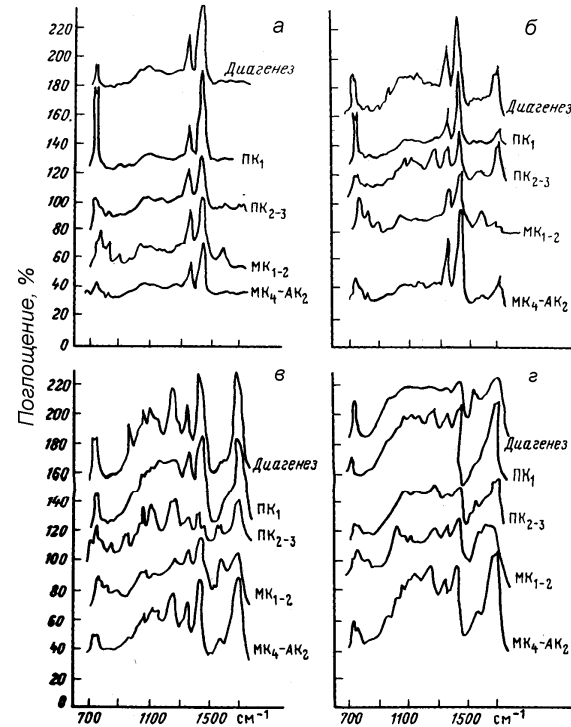 Поглощение, %
а
220
200
180
160
140
120
100
80
60
40
20
0
Диагенез
ПК1
ПК2-3
МК1-2
МК4-АК2
б
Диагенез
ПК1
ПК2-3
МК1-2
МК4-АК2
в
220
200
180
160
140
120
100
80
60
40
20
0
Диагенез
ПК1
ПК2-3
МК1-2
МК4-АК2
700 1100 1500 см-1
г
Диагенез
ПК1
ПК2-3
МК1-2
МК4-АК2
700 1100 1500 см-1